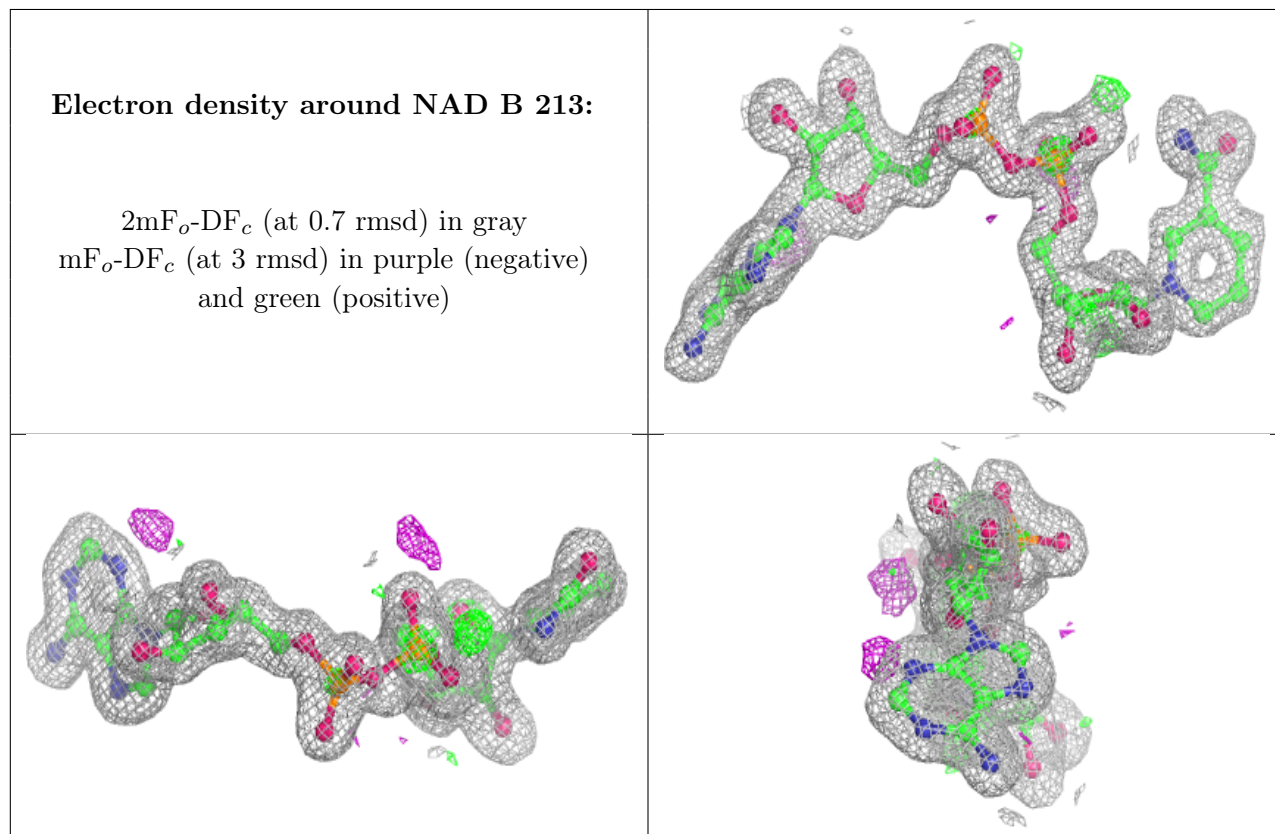 Electron density around NAD B 213:
2mFo-DFc (at 0.7 rmsd) in gray
mFo-DFc (at 3 rmsd) in purple (negative)
and green (positive)